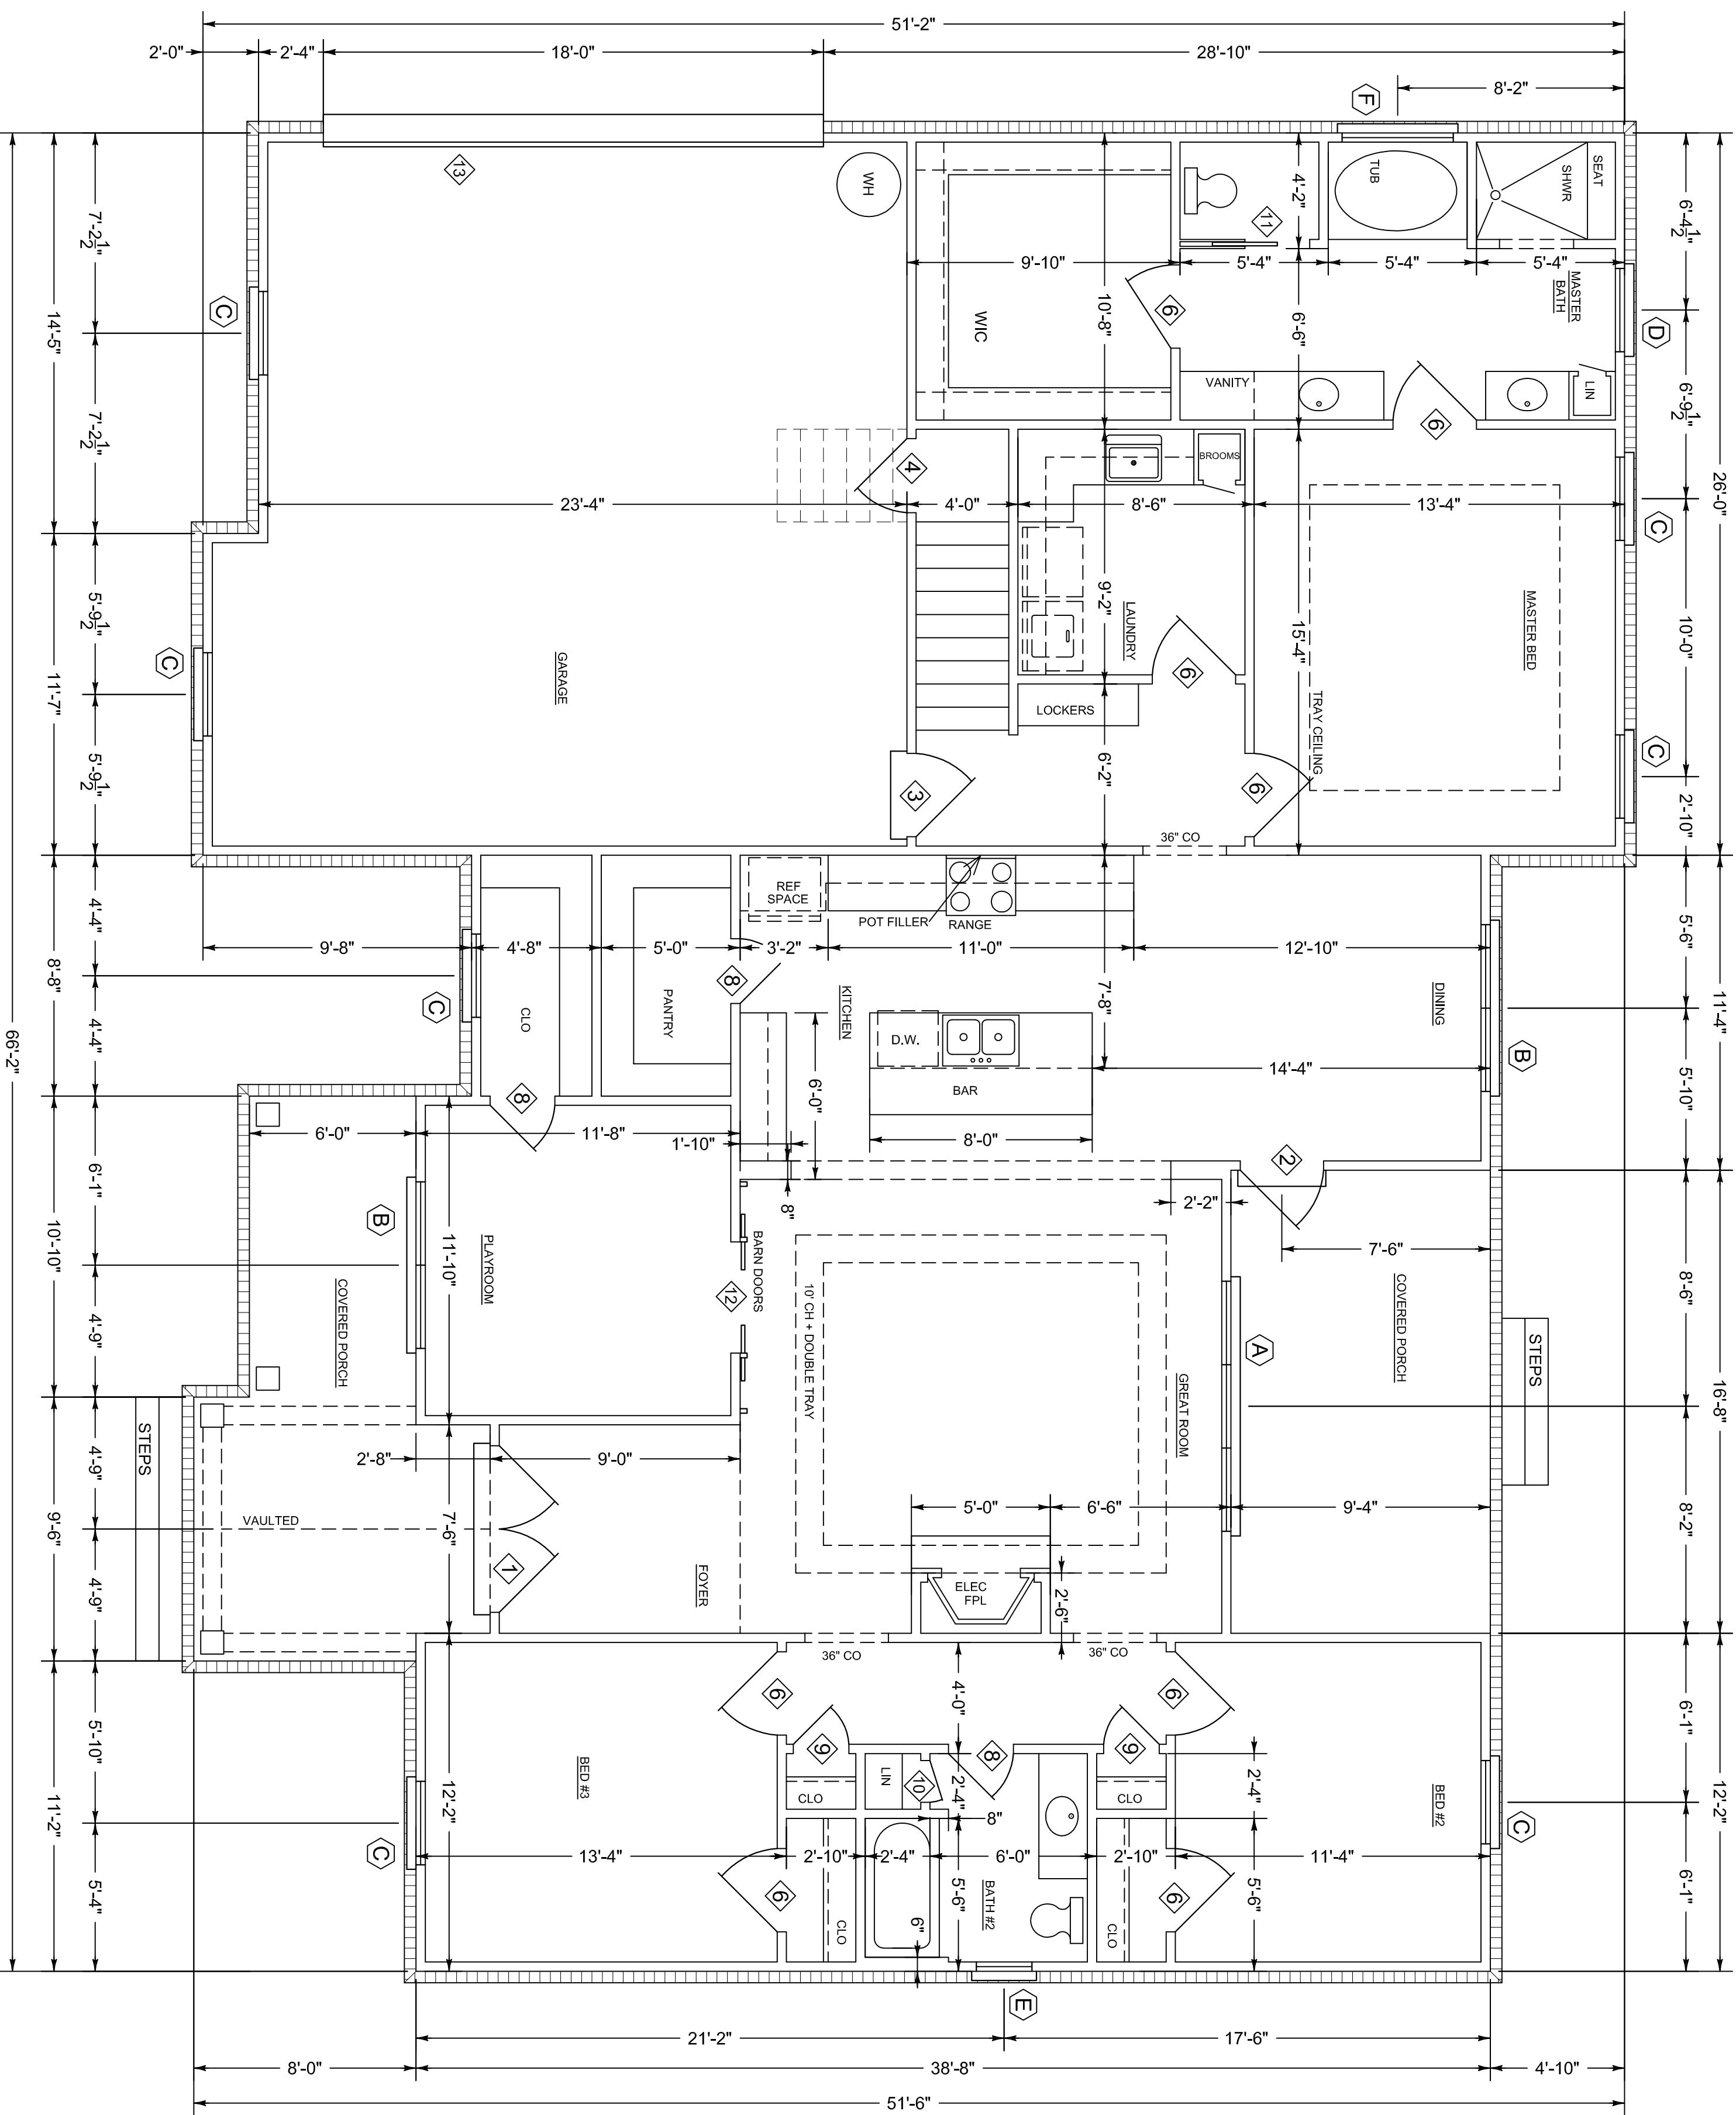 51'-2"
2'-0"
2'-4"
18'-0"
28'-10"
8'-2"
F
13
WH
TUB
SEAT
SHWR
4'-2"
11
6'-4 1/2"
7'-2 1/2"
14'-5"
C
9'-10"
5'-4"
5'-4"
5'-4"
MASTER
BATH
10'-8"
WIC
6
6'-6"
D
VANITY
LIN
6'-9 1/2"
7'-2 1/2"
6
4
BROOMS
26'-0"
23'-4"
4'-0"
8'-6"
13'-4"
C
5'-9 1/2"
9'-2"
LAUNDRY
15'-4"
MASTER BED
10'-0"
11'-7"
C
GARAGE
6
LOCKERS
TRAY CEILING
C
5'-9 1/2"
6'-2"
3
6
2'-10"
36" CO
REF
SPACE
POT FILLER
RANGE
4'-4"
9'-8"
4'-8"
5'-0"
3'-2"
11'-0"
12'-10"
5'-6"
8'-8"
C
CLO
PANTRY
8
KITCHEN
7'-8"
DINING
11'-4"
66'-2"
4'-4"
D.W.
BAR
14'-4"
B
5'-10"
8
6'-0"
6'-0"
11'-8"
1'-10"
8'-0"
2
6'-1"
8"
2'-2"
10'-10"
B
11'-10"
PLAYROOM
BARN DOORS
12
7'-6"
8'-6"
COVERED PORCH
10' CH + DOUBLE TRAY
A
COVERED PORCH
STEPS
4'-9"
GREAT ROOM
16'-8"
STEPS
4'-9"
2'-8"
9'-0"
9'-6"
VAULTED
7'-6"
5'-0"
6'-6"
9'-4"
8'-2"
1
FOYER
ELEC
FPL
2'-6"
4'-9"
36" CO
36" CO
6
4'-0"
6
6'-1"
5'-10"
9
8
9
BED #3
LIN
10
2'-4"
2'-4"
BED #2
12'-2"
CLO
CLO
12'-2"
11'-2"
8"
C
C
13'-4"
2'-10"
2'-4"
6'-0"
2'-10"
11'-4"
5'-4"
6
5'-6"
BATH #2
6
5'-6"
6'-1"
CLO
6"
CLO
E
21'-2"
17'-6"
8'-0"
38'-8"
4'-10"
51'-6"